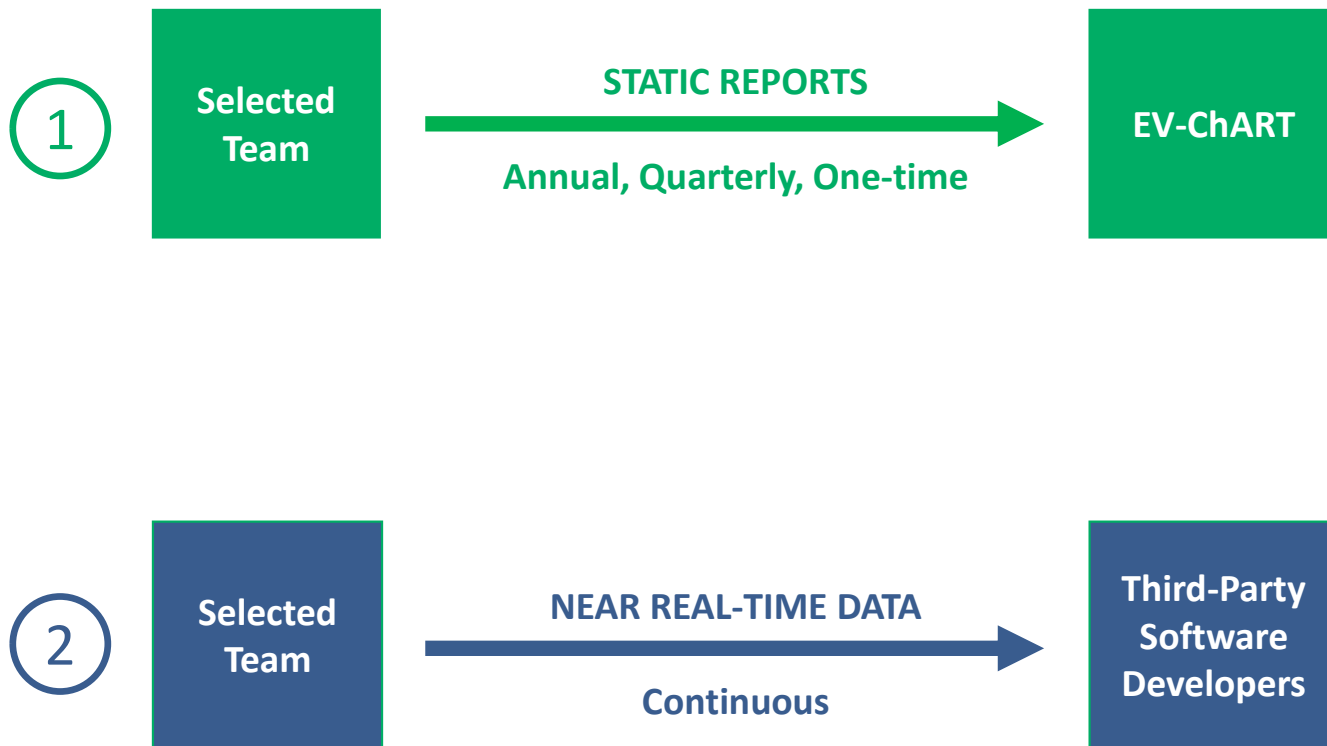 1
Selected
Team
STATIC REPORTS
Annual, Quarterly, One-time
EV-ChART
2
Selected
Team
NEAR REAL-TIME DATA
Continuous
Third-Party
Software
Developers